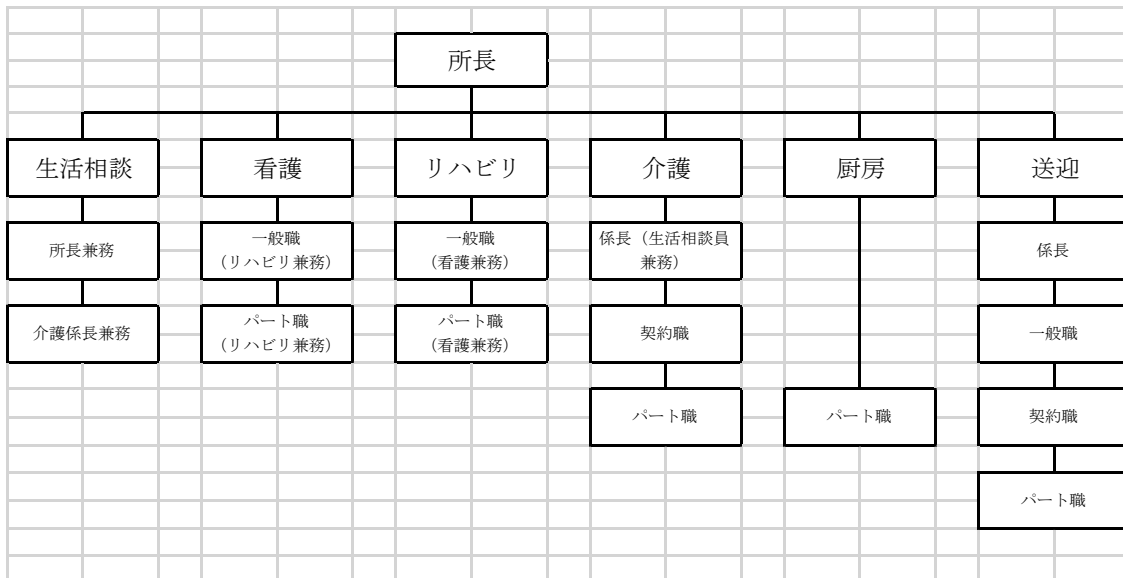 所長
生活相談
看護
リハビリ
介護
厨房
送迎
所長兼務
一般職
（リハビリ兼務）
一般職
（看護兼務）
係長（生活相談員
兼務）
係長
介護係長兼務
パート職
（リハビリ兼務）
パート職
（看護兼務）
契約職
一般職
パート職
パート職
契約職
パート職